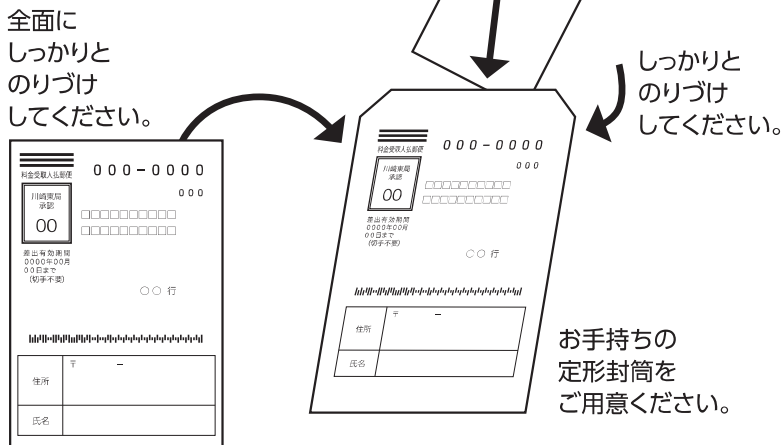 全面に
しっかりと
のりづけ
してください。
しっかりと
のりづけ
してください。
料金受取人払郵便
000-0000
000
川崎東局
承認
00
□□□□□□□□□□
□□□□□□□□□□
差出有効期間
0000年00月
00日まで
(切手不要)
○○ 行
住所
〒 −
氏名
料金受取人払郵便
000-0000
000
川崎東局
承認
00
□□□□□□□□□□
□□□□□□□□□□
差出有効期間
0000年00月
00日まで
(切手不要)
○○ 行
住所
〒 −
氏名
お手持ちの
定形封筒を
ご用意ください。